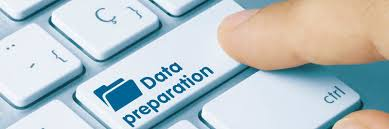 Ç
Data
preparation
ctrl